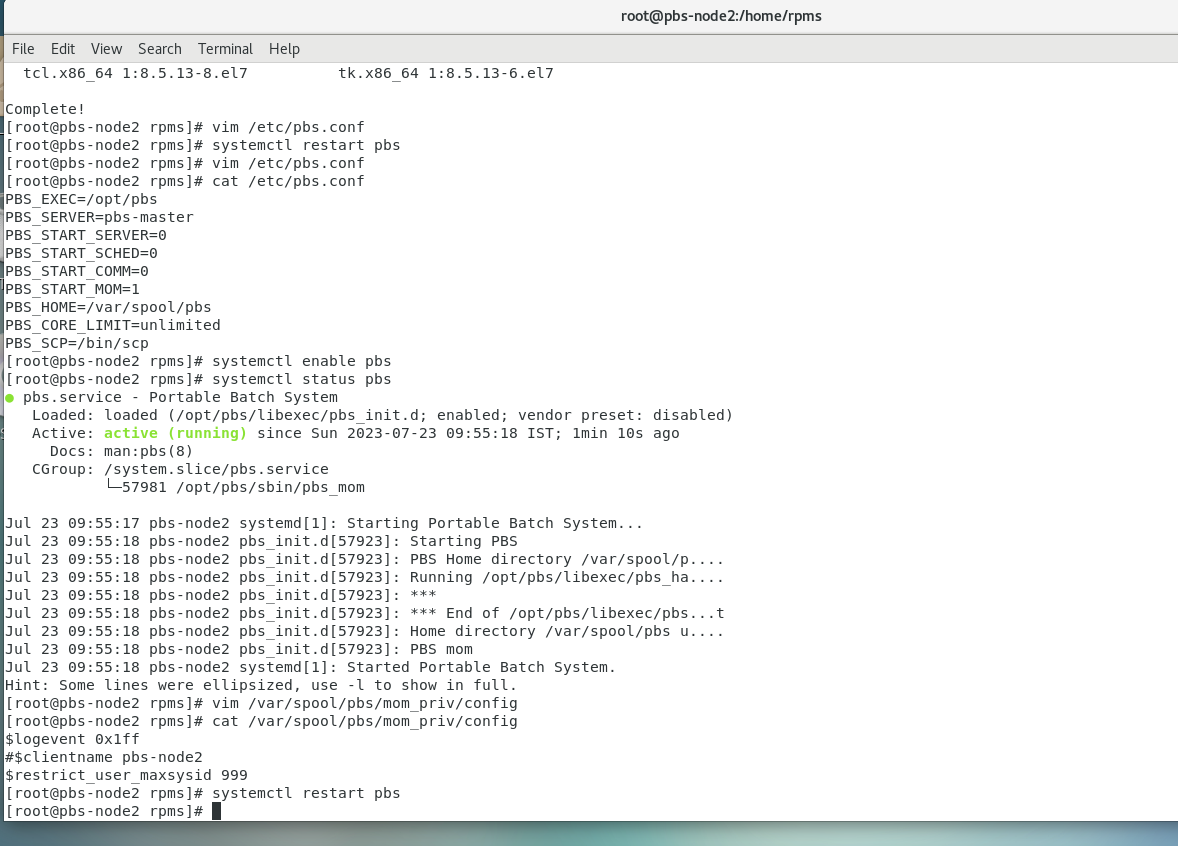 root@pbs-node2:/home/rpms
File Edit View Search Terminal Help
  tcl.x86_64 1:8.5.13-8.el7          tk.x86_64 1:8.5.13-6.el7
Complete!
[root@pbs-node2 rpms]# vim /etc/pbs.conf
[root@pbs-node2 rpms]# systemctl restart pbs
[root@pbs-node2 rpms]# vim /etc/pbs.conf
[root@pbs-node2 rpms]# cat /etc/pbs.conf
PBS_EXEC=/opt/pbs
PBS_SERVER=pbs-master
PBS_START_SERVER=0
PBS_START_SCHED=0
PBS_START_COMM=0
PBS_START_MOM=1
PBS_HOME=/var/spool/pbs
PBS_CORE_LIMIT=unlimited
PBS_SCP=/bin/scp
[root@pbs-node2 rpms]# systemctl enable pbs
[root@pbs-node2 rpms]# systemctl status pbs
● pbs.service - Portable Batch System
   Loaded: loaded (/opt/pbs/libexec/pbs_init.d; enabled; vendor preset: disabled)
   Active: active (running) since Sun 2023-07-23 09:55:18 IST; 1min 10s ago
     Docs: man:pbs(8)
   CGroup: /system.slice/pbs.service
           └─57981 /opt/pbs/sbin/pbs_mom
Jul 23 09:55:17 pbs-node2 systemd[1]: Starting Portable Batch System...
Jul 23 09:55:18 pbs-node2 pbs_init.d[57923]: Starting PBS
Jul 23 09:55:18 pbs-node2 pbs_init.d[57923]: PBS Home directory /var/spool/p....
Jul 23 09:55:18 pbs-node2 pbs_init.d[57923]: Running /opt/pbs/libexec/pbs_ha....
Jul 23 09:55:18 pbs-node2 pbs_init.d[57923]: ***
Jul 23 09:55:18 pbs-node2 pbs_init.d[57923]: *** End of /opt/pbs/libexec/pbs...t
Jul 23 09:55:18 pbs-node2 pbs_init.d[57923]: Home directory /var/spool/pbs u....
Jul 23 09:55:18 pbs-node2 pbs_init.d[57923]: PBS mom
Jul 23 09:55:18 pbs-node2 systemd[1]: Started Portable Batch System.
Hint: Some lines were ellipsized, use -l to show in full.
[root@pbs-node2 rpms]# vim /var/spool/pbs/mom_priv/config
[root@pbs-node2 rpms]# cat /var/spool/pbs/mom_priv/config
$logevent 0x1ff
#$clientname pbs-node2
$restrict_user_maxsysid 999
[root@pbs-node2 rpms]# systemctl restart pbs
[root@pbs-node2 rpms]#